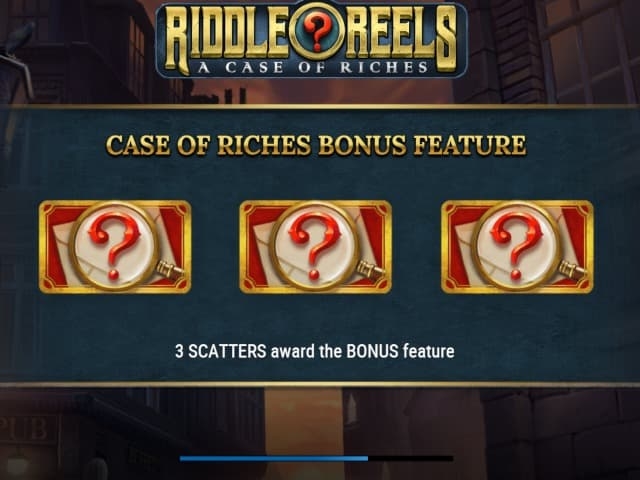 RIDDLE REELS
A CASE OF RICHES
CASE OF RICHES BONUS FEATURE
? ? ?
3 SCATTERS award the BONUS feature
PUB